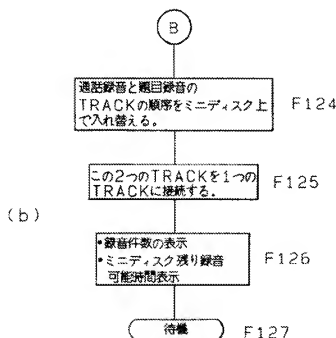 B
通話録音と題目録音の
TRACKの順序をミニディスク上
で入れ替える。
F124
この2つのTRACKを1つの
TRACKに接続する。
F125
(b)
•録音件数の表示
•ミニディスク残り録音
可能時間表示
F126
待機
F127